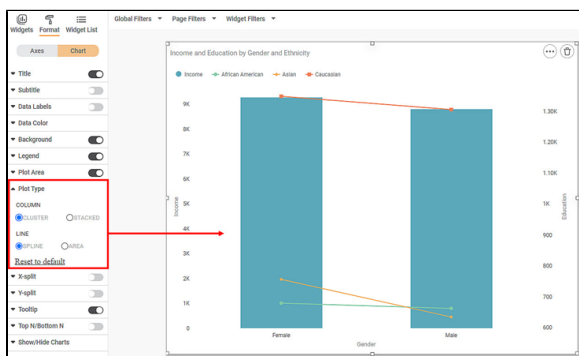 Widgets Format Widget List
Global Filters Page Filters Widget Filters
Axes Chart
Title
Subtitle
Data Labels
Data Color
Background
Legend
Plot Area
Plot Type
COLUMN
CLUSTER STACKED
LINE
SPLINE AREA
Reset to default
X-split
Y-split
Tooltip
Top N/Bottom N
Show/Hide Charts
Income and Education by Gender and Ethnicity
Income African American Asian Caucasian
9K
8K
7K
6K
5K
4K
3K
2K
1K
0
Income
1.30K
1.20K
1.10K
1K
900
800
700
600
Education
Female Male
Gender